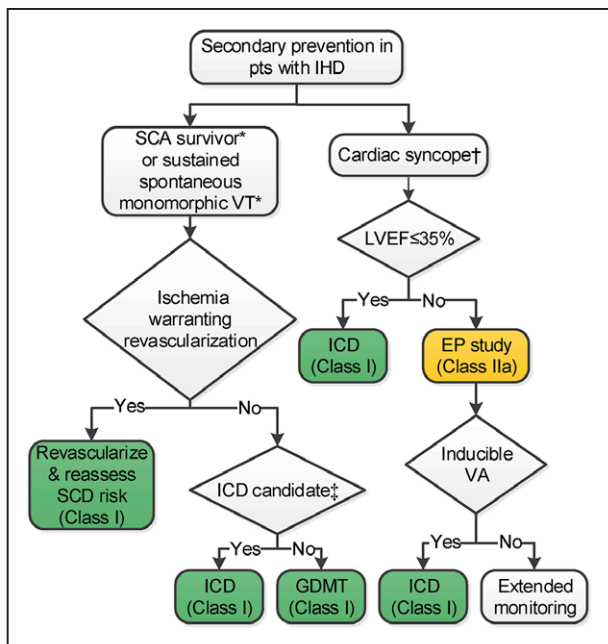 Secondary prevention in
pts with IHD
SCA survivor*
or sustained
spontaneous
monomorphic VT*
Cardiac syncope†
LVEF≤35%
Ischemia
warranting
revascularization
Yes
No
ICD
(Class I)
EP study
(Class IIa)
Yes
No
Revascularize
& reassess
SCD risk
(Class I)
ICD candidate‡
Inducible
VA
Yes
No
Yes
No
ICD
(Class I)
GDMT
(Class I)
ICD
(Class I)
Extended
monitoring